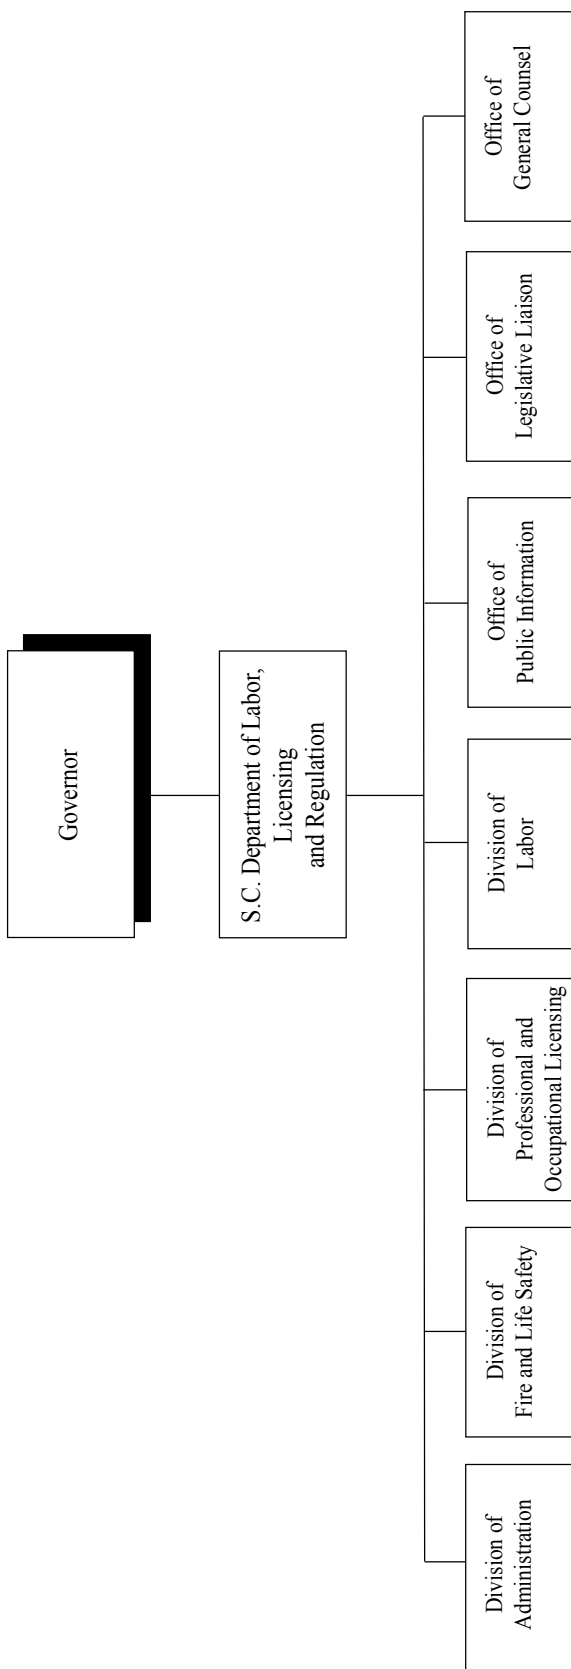 Governor
S.C. Department of Labor,
Licensing
and Regulation
Division of
Administration
Division of
Fire and Life Safety
Division of
Professional and
Occupational Licensing
Division of
Labor
Office of
Public Information
Office of
Legislative Liaison
Office of
General Counsel